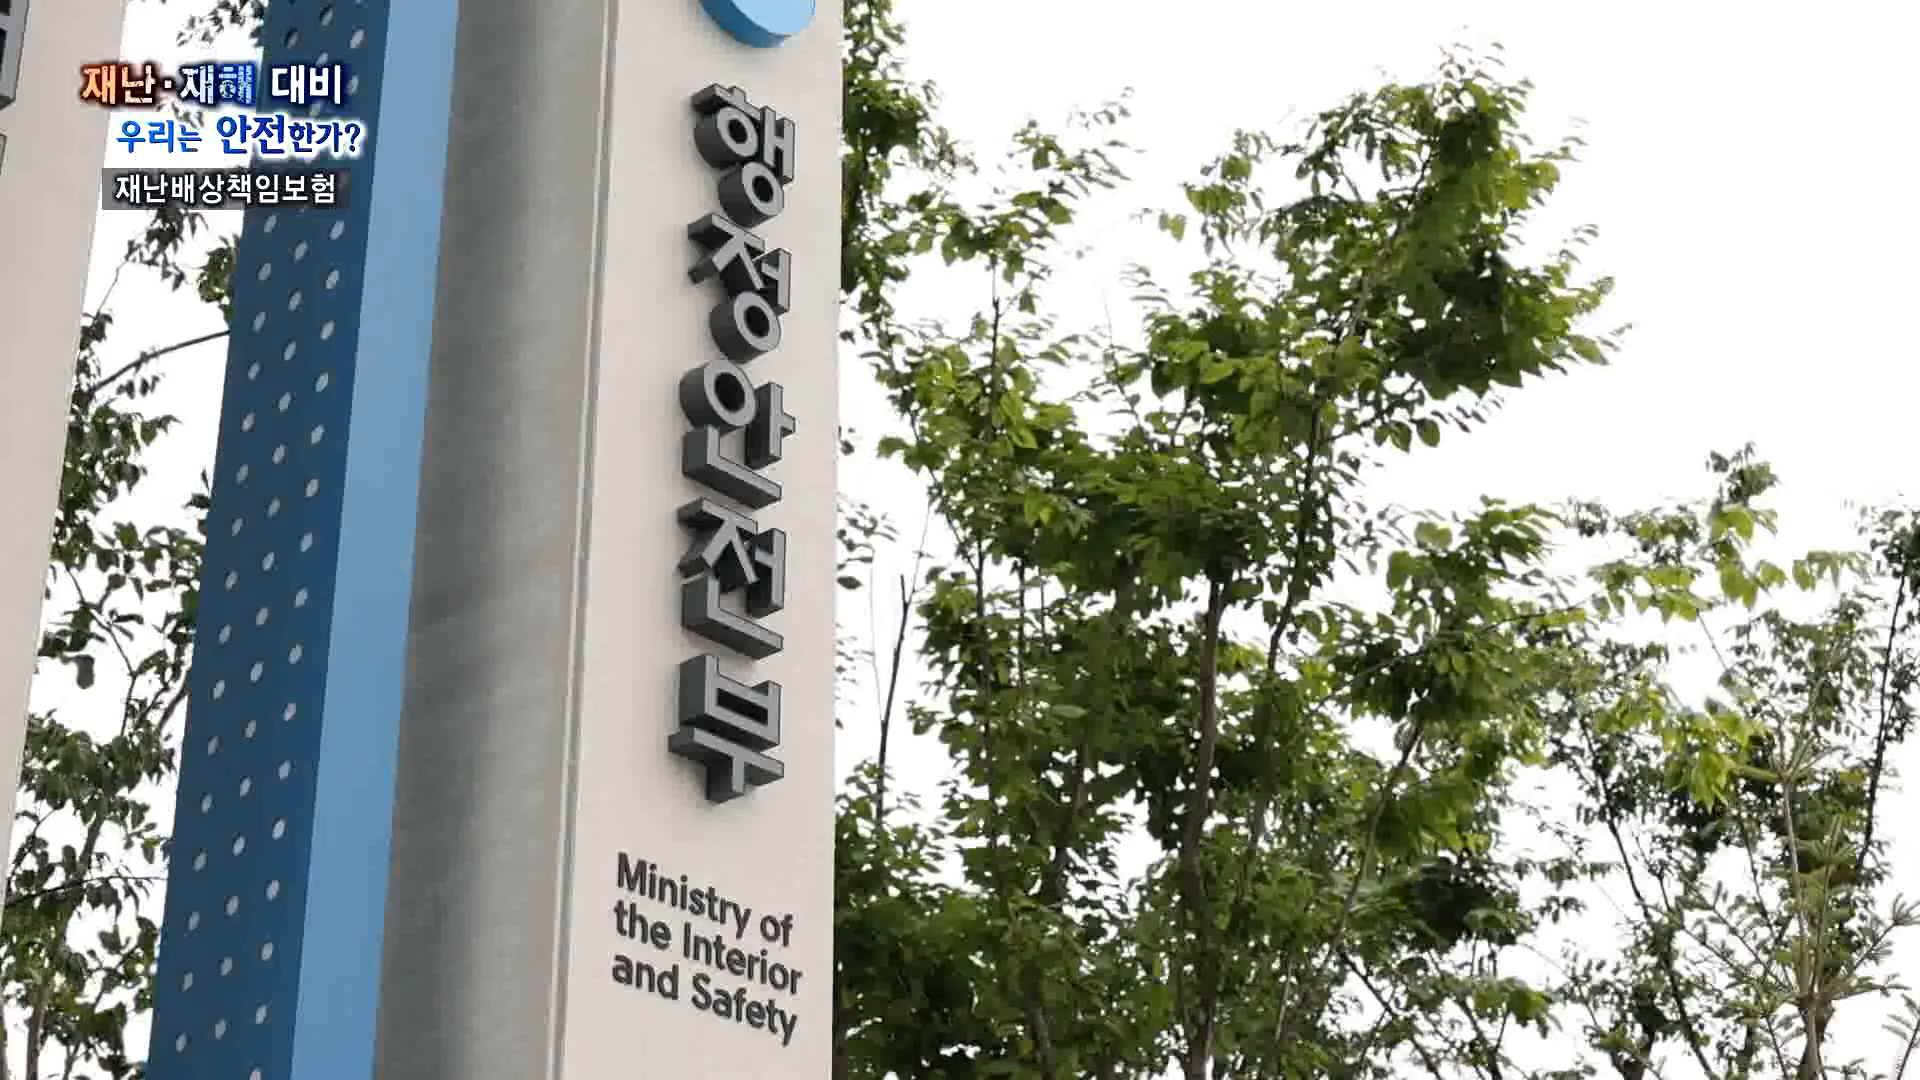 재난·재해 대비
우리는 안전한가?
재난배상책임보험
행정안전부
Ministry of
the Interior
and Safety